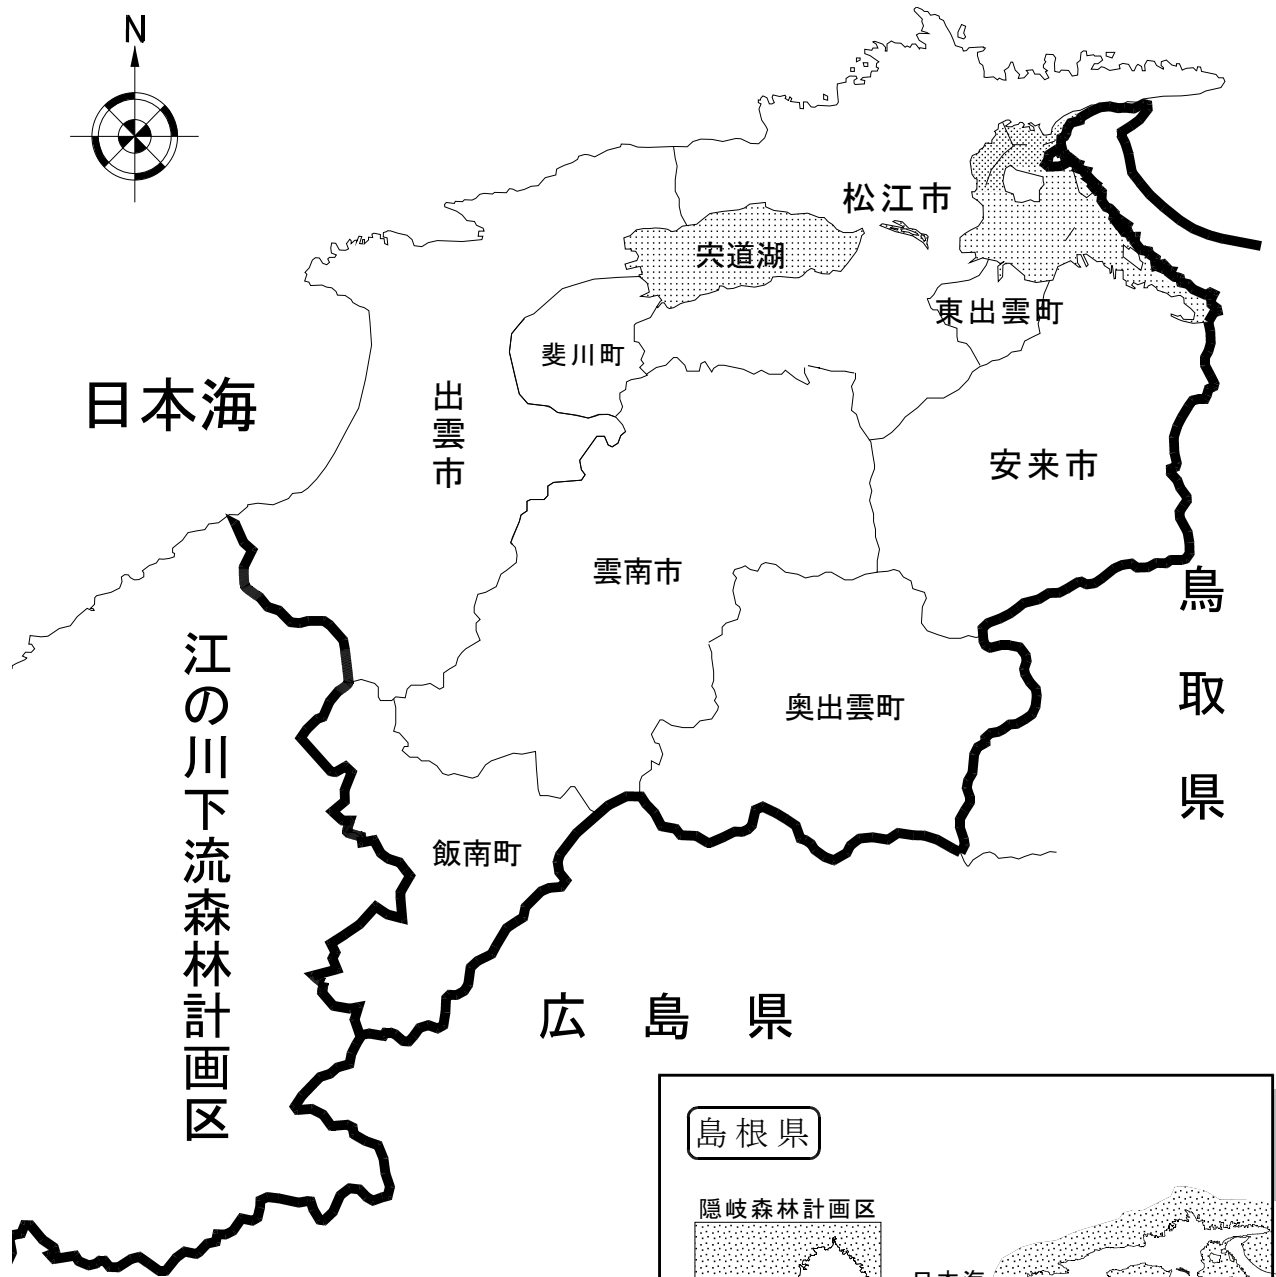 N
松江市
宍道湖
東出雲町
斐川町
日本海
出雲市
安来市
雲南市
鳥取県
江の川下流森林計画区
奥出雲町
飯南町
広島県
島根県
隠岐森林計画区
日本海